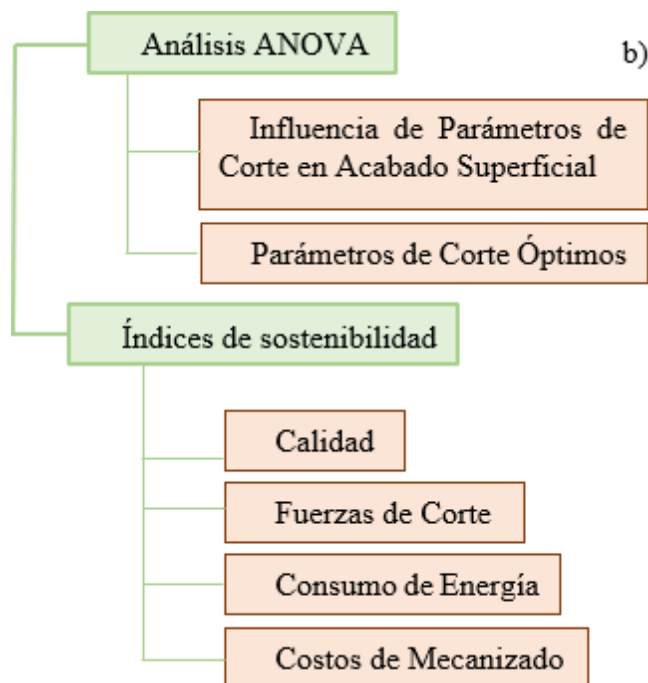 Análisis ANOVA
b)
Influencia de Parámetros de
Corte en Acabado Superficial
Parámetros de Corte Óptimos
Índices de sostenibilidad
Calidad
Fuerzas de Corte
Consumo de Energía
Costos de Mecanizado